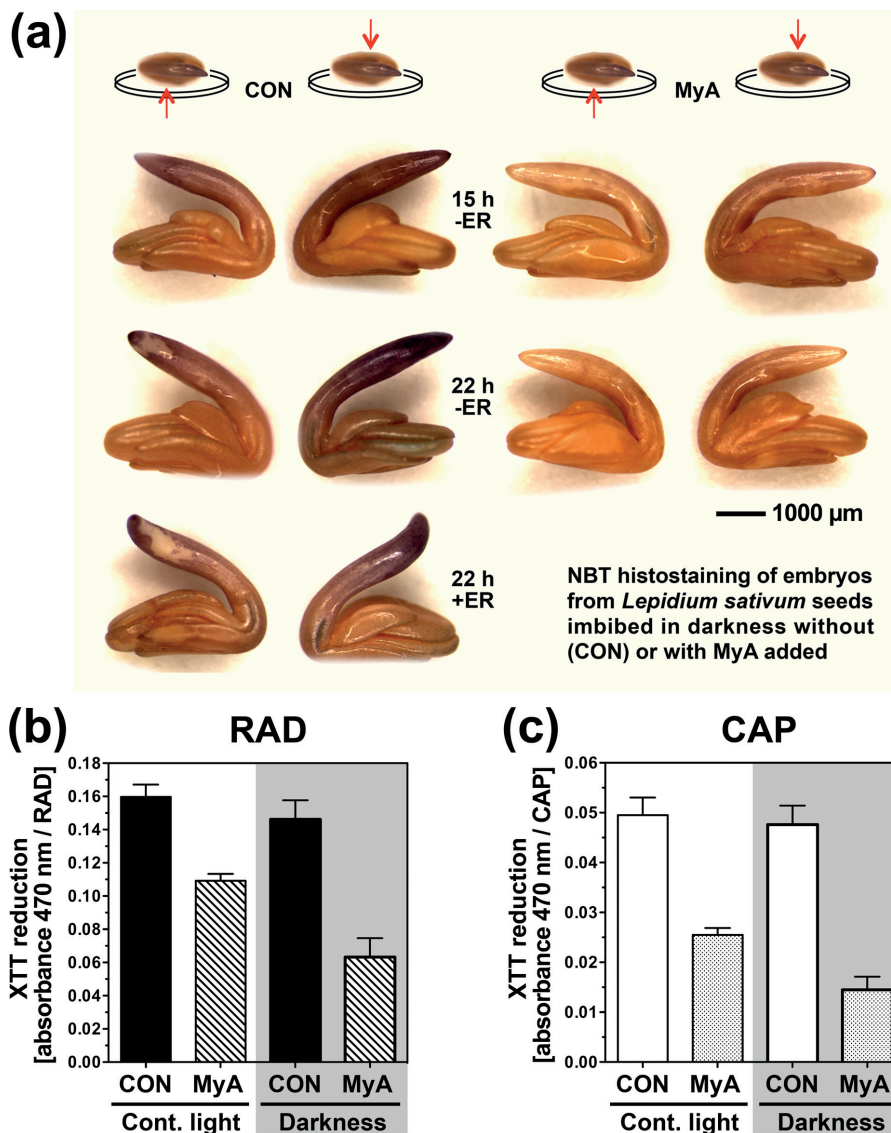 (a)
CON
MyA
15 h
-ER
22 h
-ER
1000 µm
22 h
+ER
NBT histostaining of embryos
from Lepidium sativum seeds
imbibed in darkness without
(CON) or with MyA added
(b)
RAD
XTT reduction
[absorbance 470 nm / RAD]
0.18
0.16
0.14
0.12
0.10
0.08
0.06
0.04
0.02
0.00
CON MyA CON MyA
Cont. light Darkness
(c)
CAP
XTT reduction
[absorbance 470 nm / CAP]
0.06
0.05
0.04
0.03
0.02
0.01
0.00
CON MyA CON MyA
Cont. light Darkness